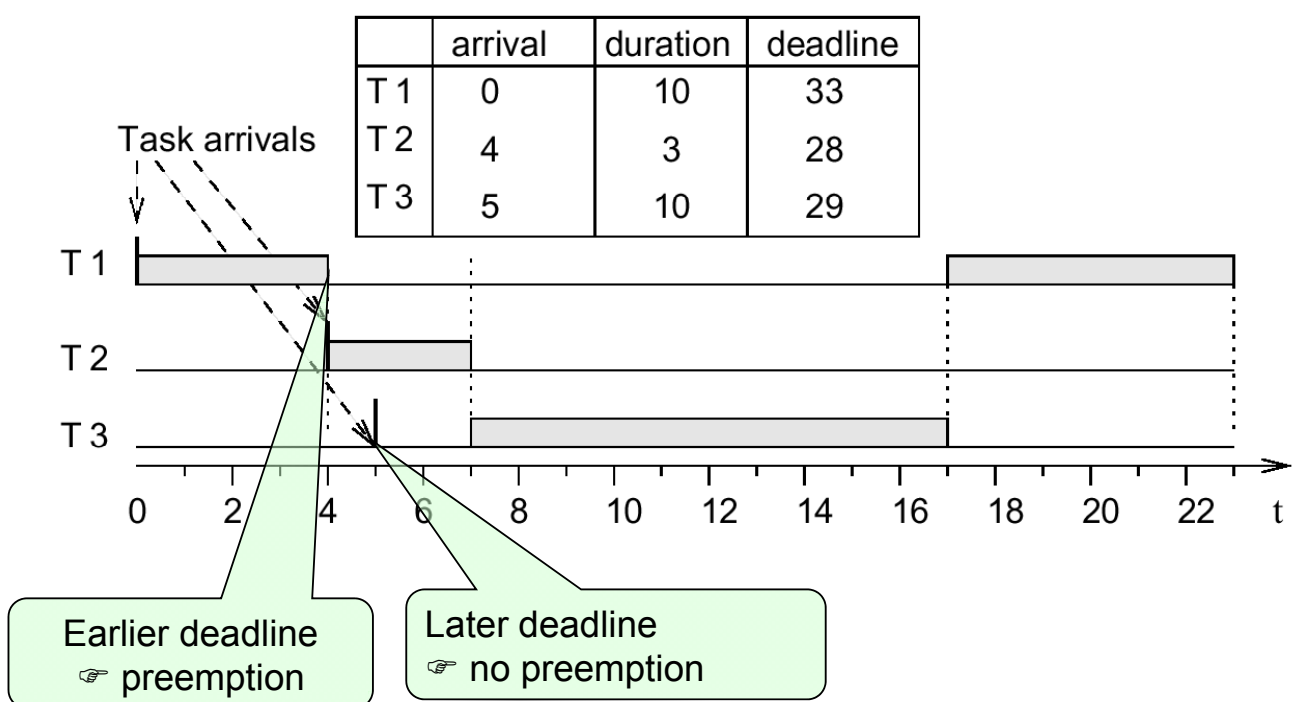 arrival duration deadline
T 1 0 10 33
T 2 4 3 28
T 3 5 10 29
Task arrivals
T 1
T 2
T 3
0 2 4 6 8 10 12 14 16 18 20 22 t
Earlier deadline
☞ preemption
Later deadline
☞ no preemption